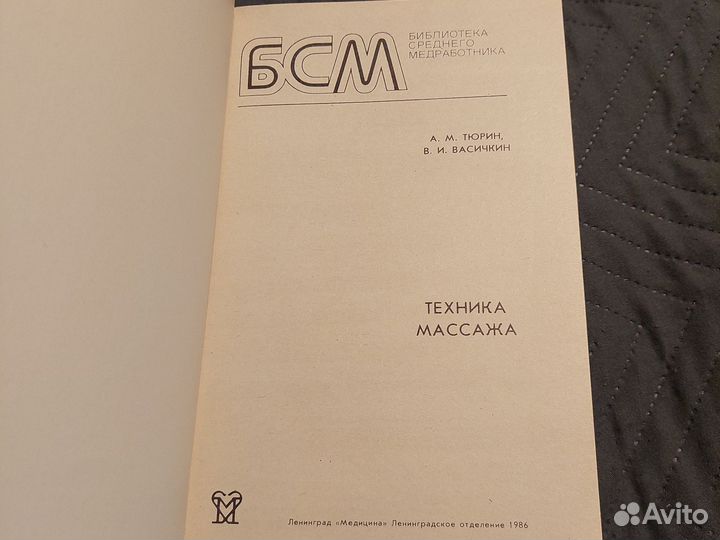 БСМ
БИБЛИОТЕКА
СРЕДНЕГО
МЕДРАБОТНИКА
А. М. ТЮРИН,
В. И. ВАСИЧКИН
ТЕХНИКА
МАССАЖА
Ленинград «Медицина» Ленинградское отделение 1986
Avito